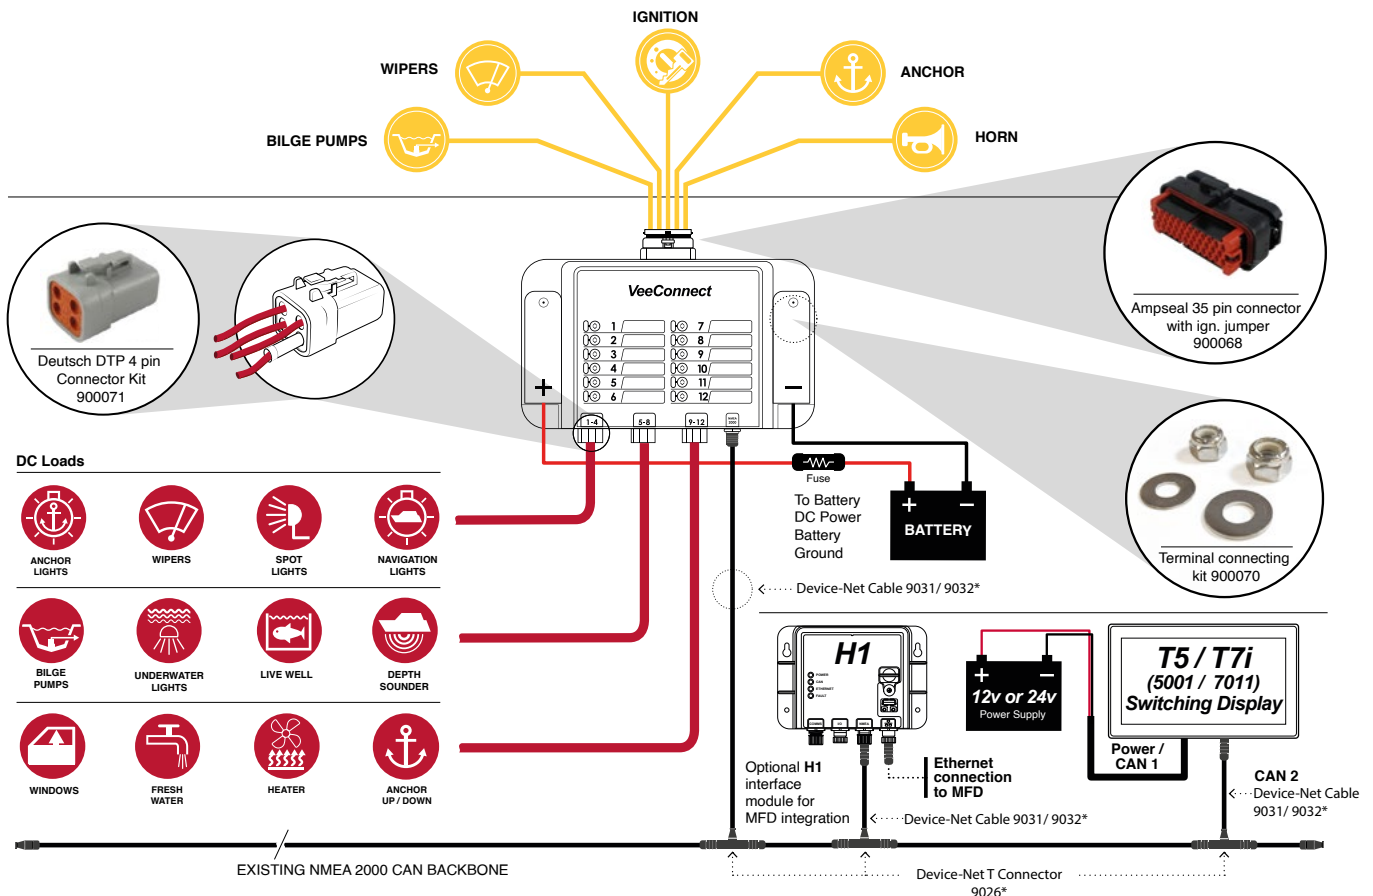 IGNITION
WIPERS
ANCHOR
BILGE PUMPS
HORN
Deutsch DTP 4 pin
Connector Kit
900071
VeeConnect
1
2
3
4
5
6
7
8
9
10
11
12
+
−
1-4
5-8
9-12
NMEA
2000
Ampseal 35 pin connector
with ign. jumper
900068
Terminal connecting
kit 900070
Fuse
To Battery
DC Power
Battery
Ground
+ −
BATTERY
Device-Net Cable 9031/ 9032*
DC Loads
ANCHOR
LIGHTS
WIPERS
SPOT
LIGHTS
NAVIGATION
LIGHTS
BILGE
PUMPS
UNDERWATER
LIGHTS
LIVE WELL
DEPTH
SOUNDER
WINDOWS
FRESH
WATER
HEATER
ANCHOR
UP / DOWN
H1
POWER
CAN
ETHERNET
FAULT
Optional H1
interface
module for
MFD integration
Ethernet
connection
to MFD
Device-Net Cable 9031/ 9032*
+ −
12v or 24v
Power Supply
T5 / T7i
(5001 / 7011)
Switching Display
Power /
CAN 1
CAN 2
Device-Net Cable
9031/ 9032*
EXISTING NMEA 2000 CAN BACKBONE
Device-Net T Connector
9026*